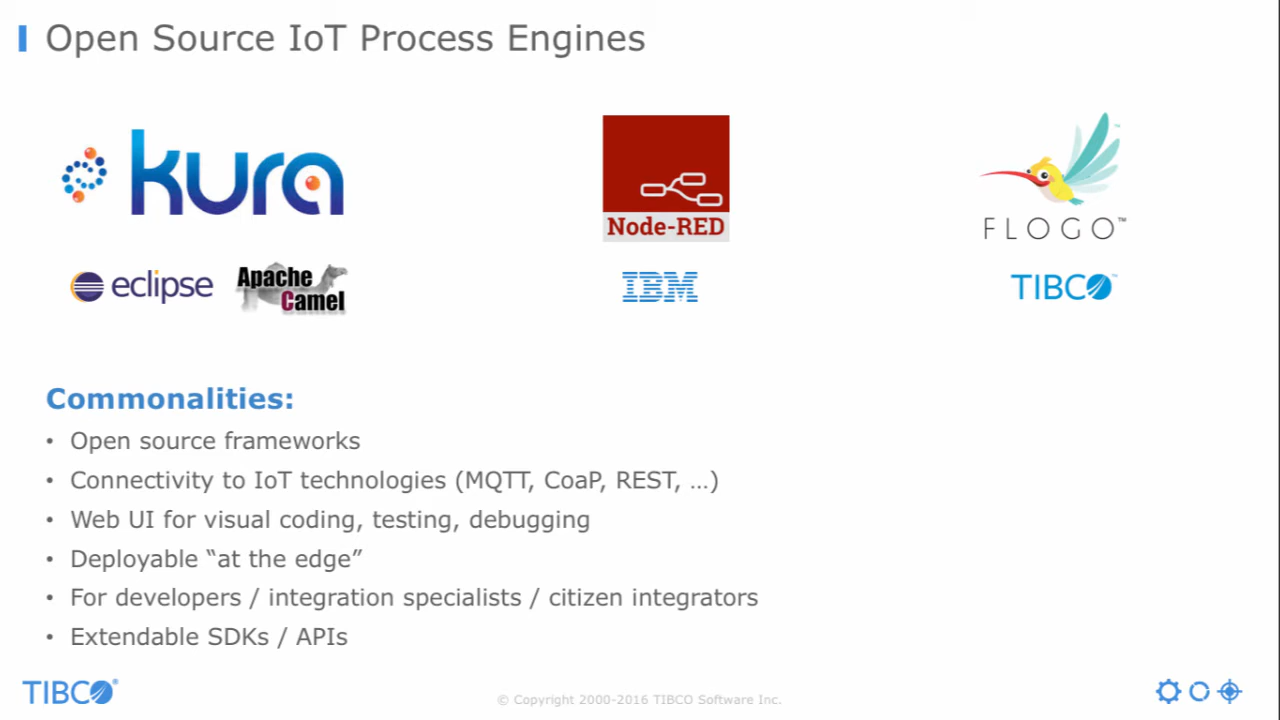 Open Source IoT Process Engines
kura
Node-RED
FLOGO™
eclipse
Apache
Camel
IBM
TIBCO™
Commonalities:
• Open source frameworks
• Connectivity to IoT technologies (MQTT, CoaP, REST, …)
• Web UI for visual coding, testing, debugging
• Deployable “at the edge”
• For developers / integration specialists / citizen integrators
• Extendable SDKs / APIs
TIBCO®
© Copyright 2000-2016 TIBCO Software Inc.